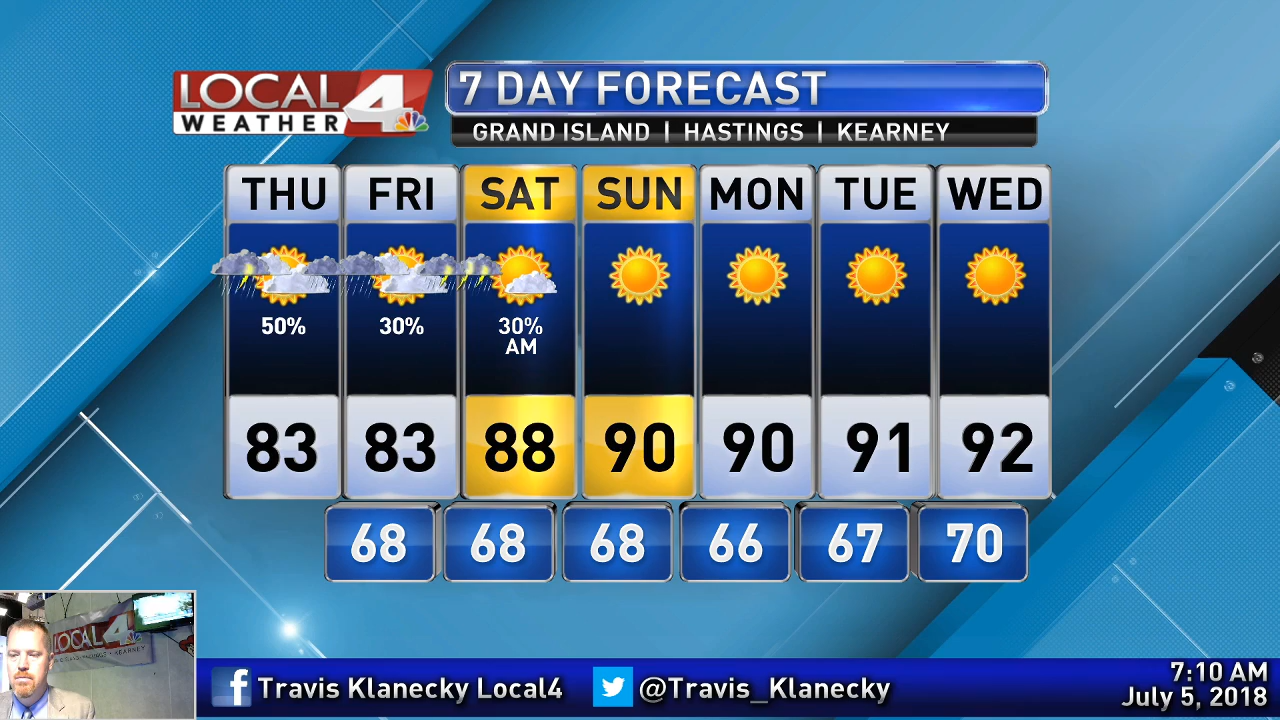 LOCAL 4
WEATHER
7 DAY FORECAST
GRAND ISLAND | HASTINGS | KEARNEY
THU FRI SAT SUN MON TUE WED
50% 30% 30%
AM
83 83 88 90 90 91 92
68 68 68 66 67 70
LOCAL 4
f Travis Klanecky Local4 @Travis_Klanecky
7:10 AM
July 5, 2018